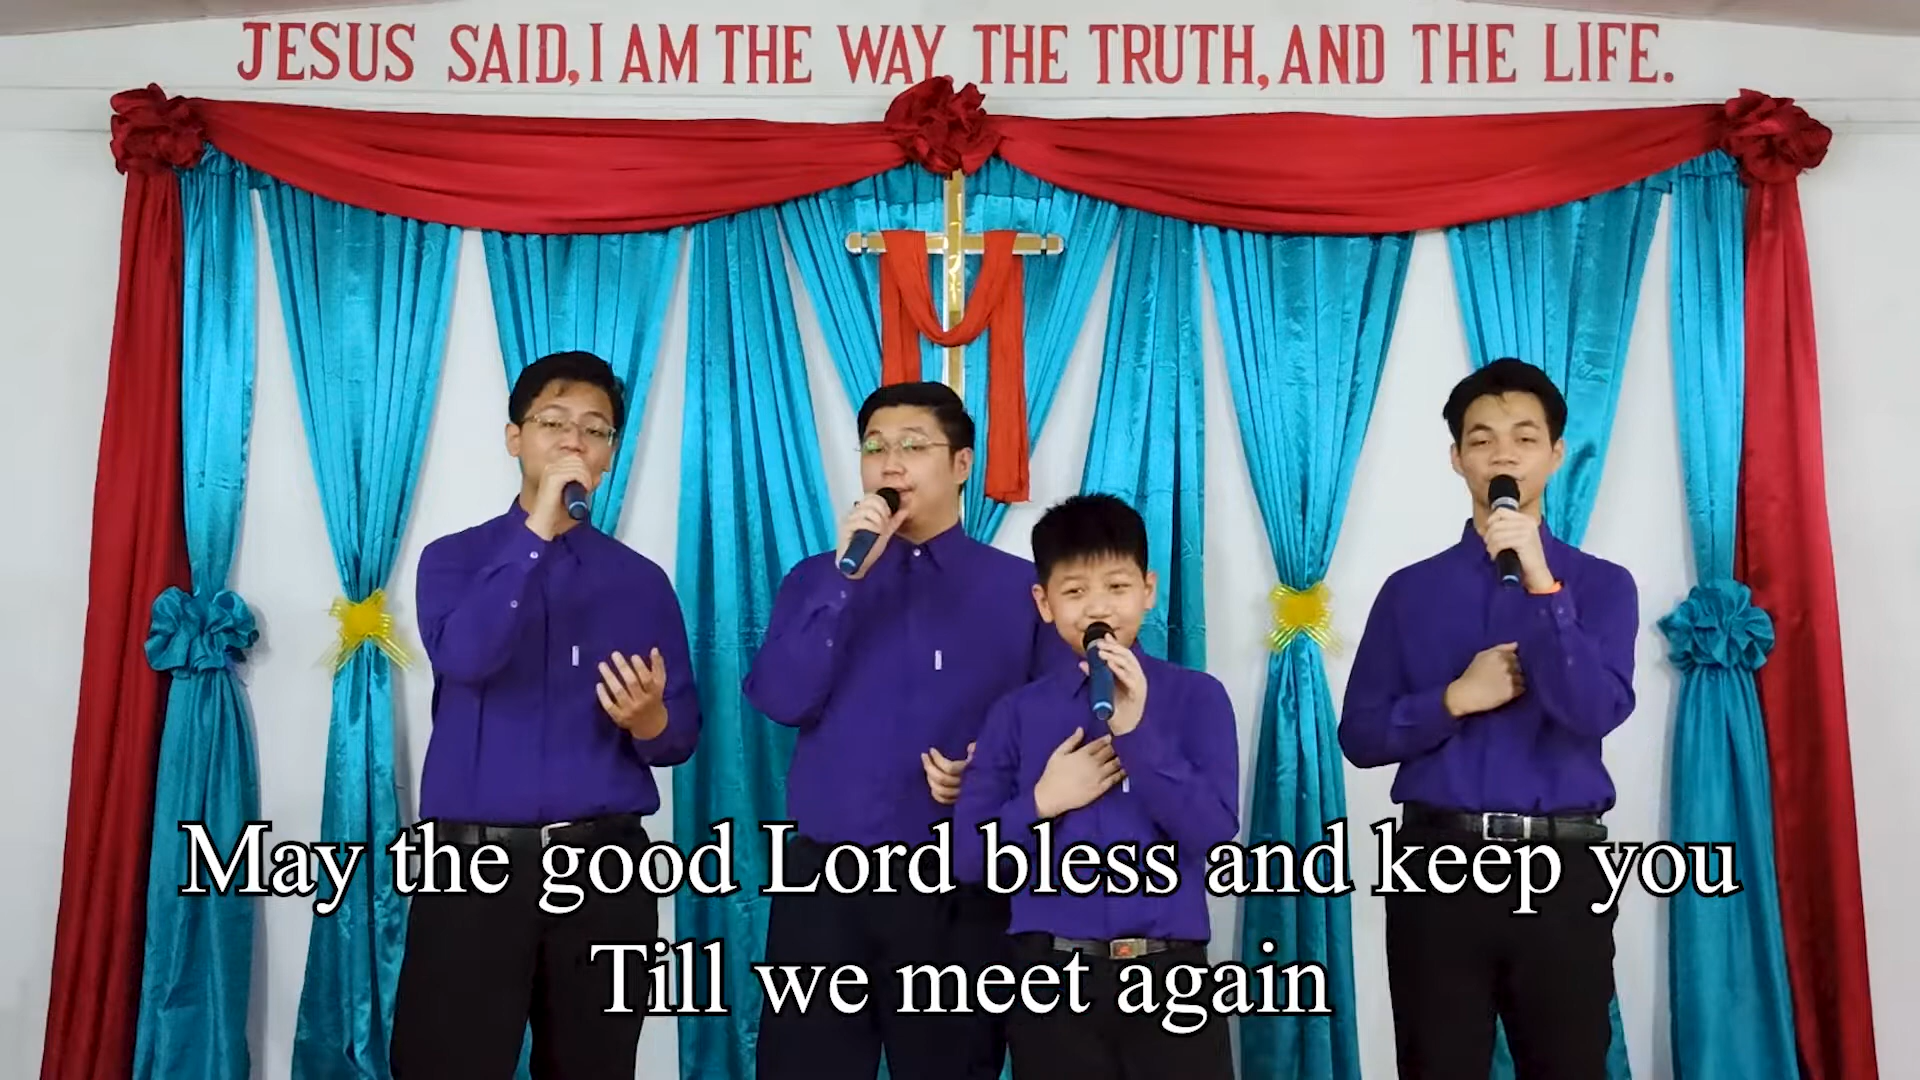 JESUS SAID, I AM THE WAY THE TRUTH, AND THE LIFE.
May the good Lord bless and keep you
Till we meet again